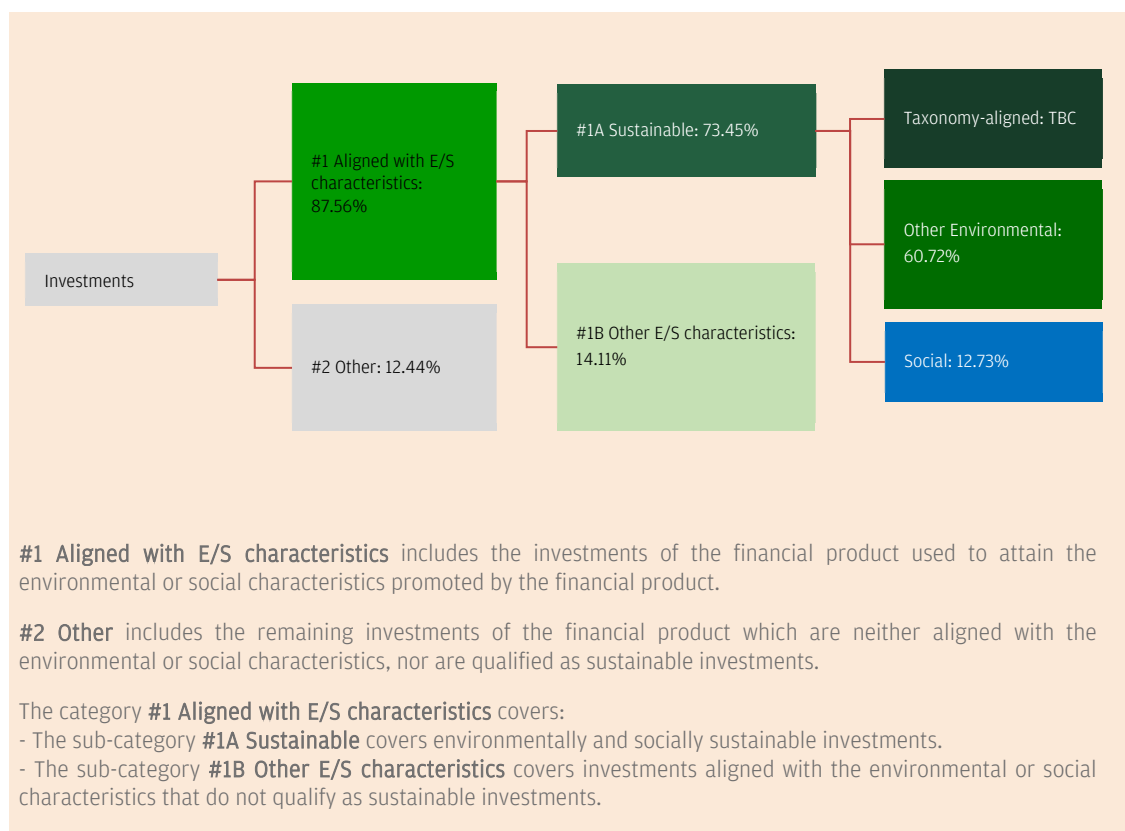 Investments
#1 Aligned with E/S
characteristics:
87.56%
#2 Other: 12.44%
#1A Sustainable: 73.45%
#1B Other E/S characteristics:
14.11%
Taxonomy-aligned: TBC
Other Environmental:
60.72%
Social: 12.73%
#1 Aligned with E/S characteristics includes the investments of the financial product used to attain the
environmental or social characteristics promoted by the financial product.
#2 Other includes the remaining investments of the financial product which are neither aligned with the
environmental or social characteristics, nor are qualified as sustainable investments.
The category #1 Aligned with E/S characteristics covers:
- The sub-category #1A Sustainable covers environmentally and socially sustainable investments.
- The sub-category #1B Other E/S characteristics covers investments aligned with the environmental or social
characteristics that do not qualify as sustainable investments.